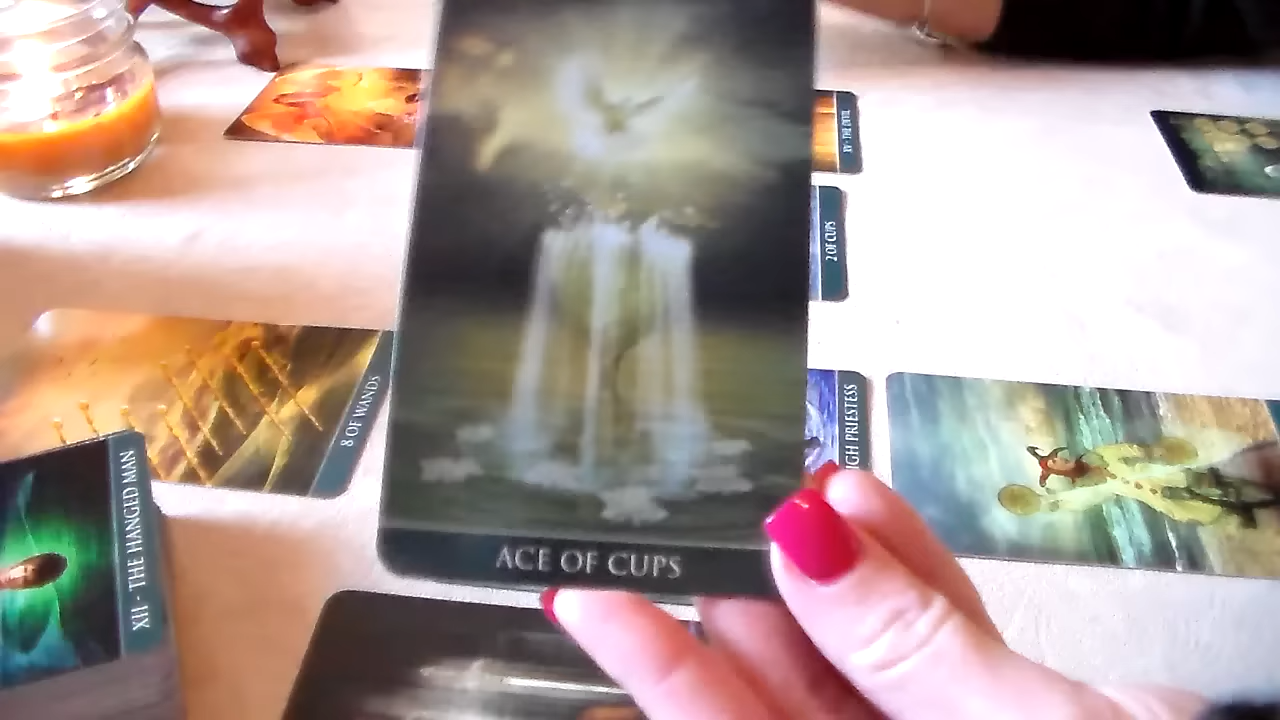 XV - THE DEVIL
2 OF CUPS
8 OF WANDS
HIGH PRIESTESS
XII - THE HANGED MAN
ACE OF CUPS